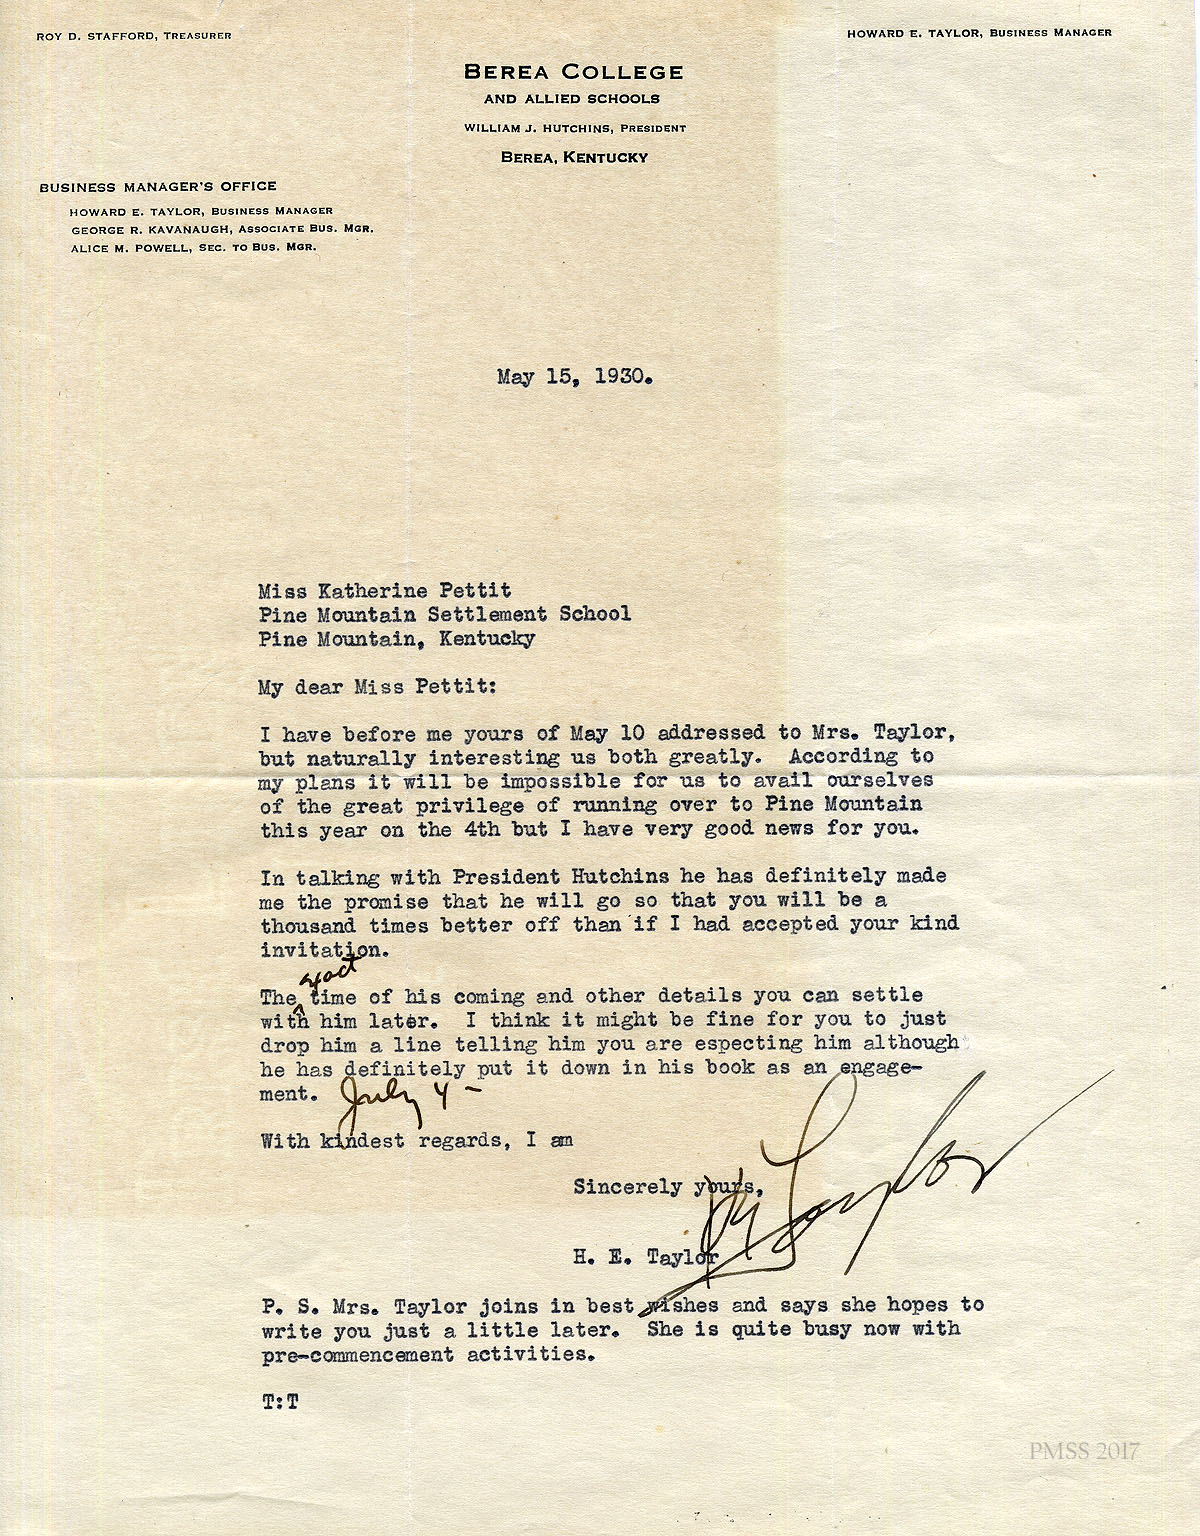 ROY D. STAFFORD, TREASURER
HOWARD E. TAYLOR, BUSINESS MANAGER
BEREA COLLEGE
AND ALLIED SCHOOLS
WILLIAM J. HUTCHINS, PRESIDENT
BEREA, KENTUCKY
BUSINESS MANAGER'S OFFICE
HOWARD E. TAYLOR, BUSINESS MANAGER
GEORGE R. KAVANAUGH, ASSOCIATE BUS. MGR.
ALICE M. POWELL, SEC. TO BUS. MGR.
May 15, 1930.
Miss Katherine Pettit
Pine Mountain Settlement School
Pine Mountain, Kentucky
My dear Miss Pettit:
I have before me yours of May 10 addressed to Mrs. Taylor,
but naturally interesting us both greatly. According to
my plans it will be impossible for us to avail ourselves
of the great privilege of running over to Pine Mountain
this year on the 4th but I have very good news for you.
In talking with President Hutchins he has definitely made
me the promise that he will go so that you will be a
thousand times better off than if I had accepted your kind
invitation.
exact
The time of his coming and other details you can settle
with him later. I think it might be fine for you to just
drop him a line telling him you are especting him although
he has definitely put it down in his book as an engage-
ment. July 4 -
With kindest regards, I am
Sincerely yours,
H E Taylor
H. E. Taylor
P. S. Mrs. Taylor joins in best wishes and says she hopes to
write you just a little later. She is quite busy now with
pre-commencement activities.
T:T
PMSS 2017